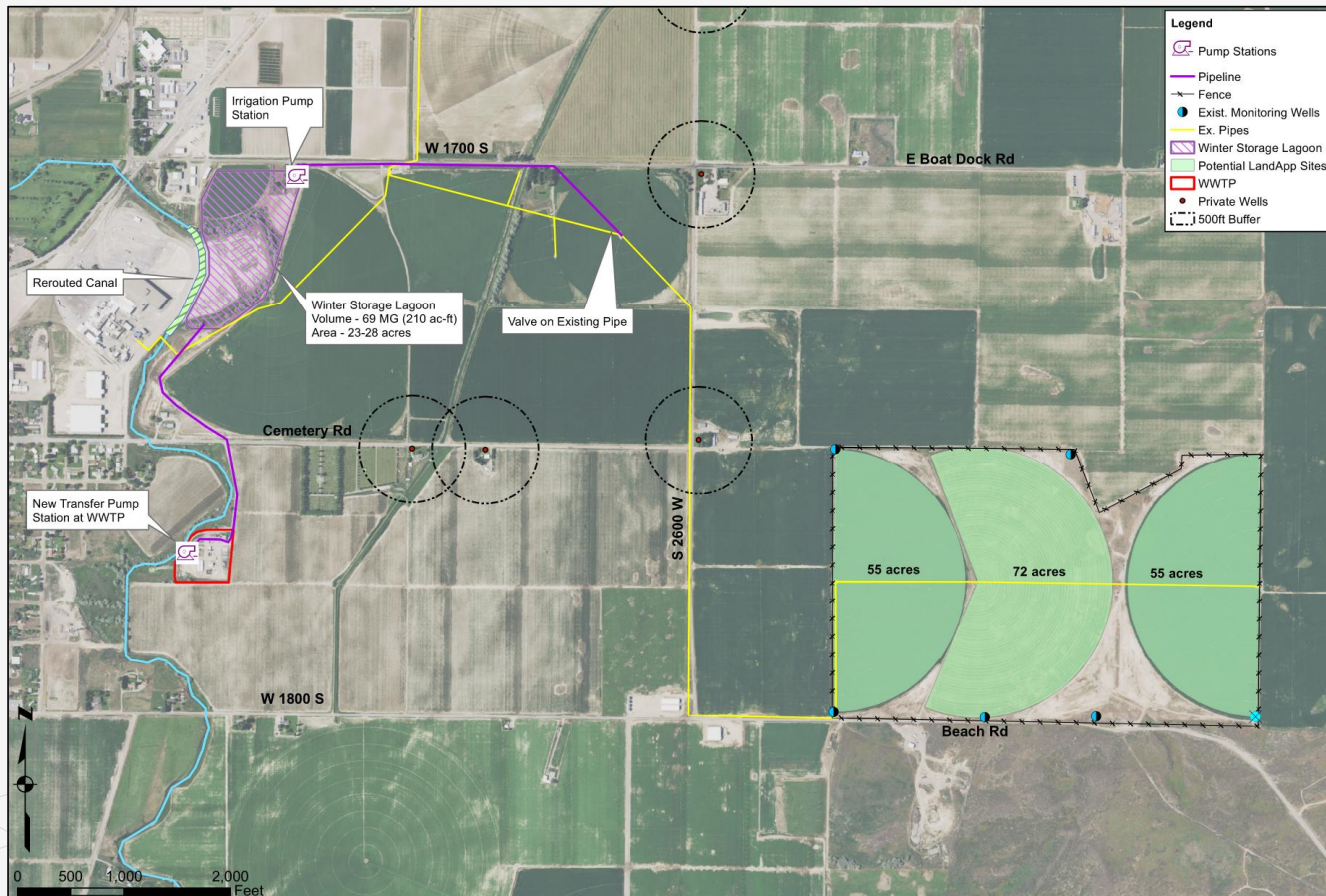 Legend
Pump Stations
Pipeline
Fence
Exist. Monitoring Wells
Ex. Pipes
Winter Storage Lagoon
Potential LandApp Sites
WWTP
Private Wells
500ft Buffer
Irrigation Pump
Station
W 1700 S
E Boat Dock Rd
Rerouted Canal
Winter Storage Lagoon
Volume - 69 MG (210 ac-ft)
Area - 23-28 acres
Valve on Existing Pipe
Cemetery Rd
New Transfer Pump
Station at WWTP
S 2600 W
55 acres
72 acres
55 acres
W 1800 S
Beach Rd
Z
0 500 1,000 2,000
Feet